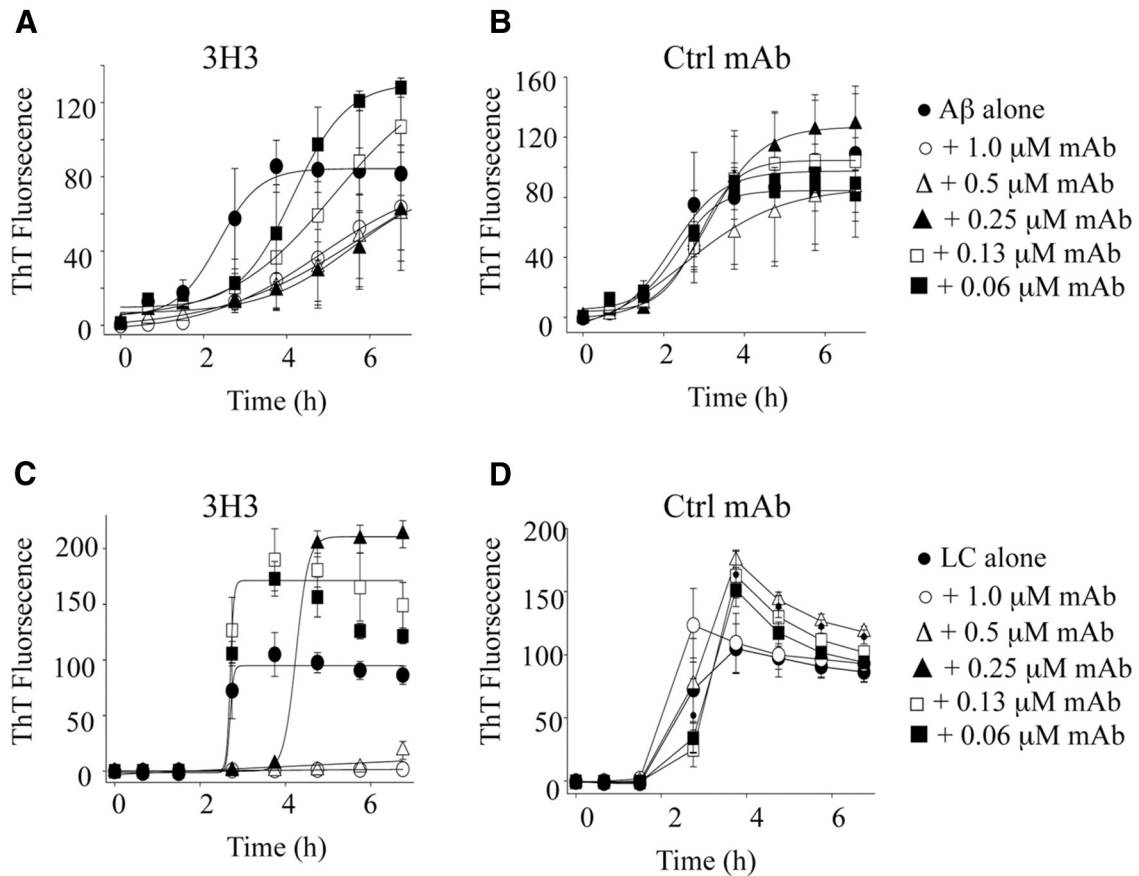 A
3H3
ThT Fluorsecence
120
80
40
0
0 2 4 6
Time (h)
B
Ctrl mAb
ThT Fluorsecence
160
120
80
40
0
0 2 4 6
Time (h)
Aβ alone
+ 1.0 μM mAb
+ 0.5 μM mAb
+ 0.25 μM mAb
+ 0.13 μM mAb
+ 0.06 μM mAb
C
3H3
ThT Fluorsecence
200
150
100
50
0
0 2 4 6
Time (h)
D
Ctrl mAb
ThT Fluorsecence
200
150
100
50
0
0 2 4 6
Time (h)
LC alone
+ 1.0 μM mAb
+ 0.5 μM mAb
+ 0.25 μM mAb
+ 0.13 μM mAb
+ 0.06 μM mAb